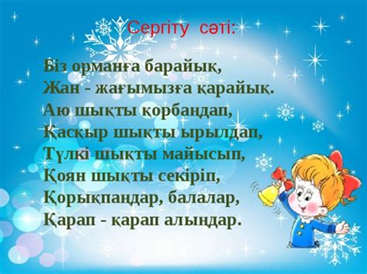 Сергіту сәті:
Біз орманға барайық,
Жан - жағымызға қарайық.
Аю шықты қорбаңдап,
Қасқыр шықты ырылдап,
Түлкі шықты майысып,
Қоян шықты секіріп,
Қорықпаңдар, балалар,
Қарап - қарап алыңдар.